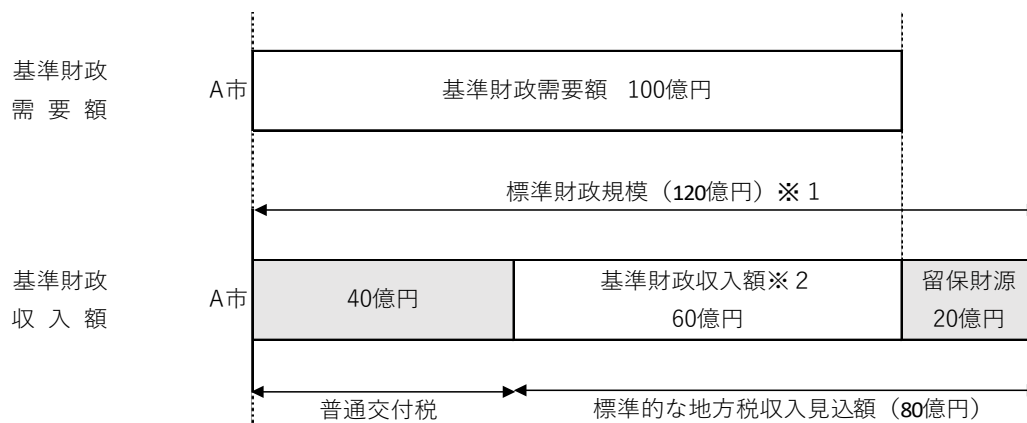 基準財政
需要額
A市
基準財政需要額 100億円
標準財政規模（120億円）※１
基準財政
収入額
A市
40億円
基準財政収入額※２
60億円
留保財源
20億円
普通交付税
標準的な地方税収入見込額（80億円）